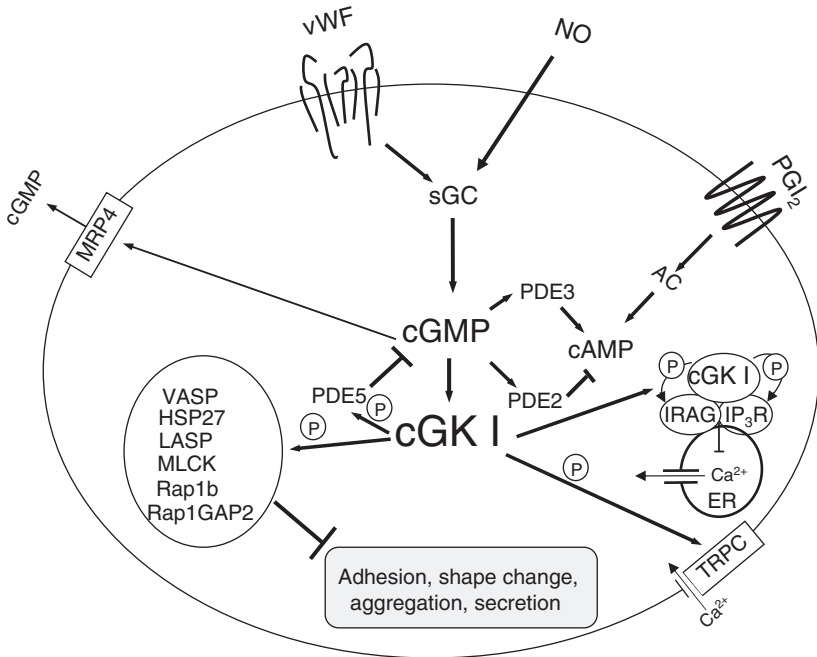 vWF
NO
PGI₂
cGMP
MRP4
sGC
AC
PDE3
cGMP
cAMP
PDE5
PDE2
P
P
cGK I
P
cGK I
P
IRAG
IP₃R
Ca²⁺
ER
P
VASP
HSP27
LASP
MLCK
Rap1b
Rap1GAP2
TRPC
Ca²⁺
Adhesion, shape change,
aggregation, secretion